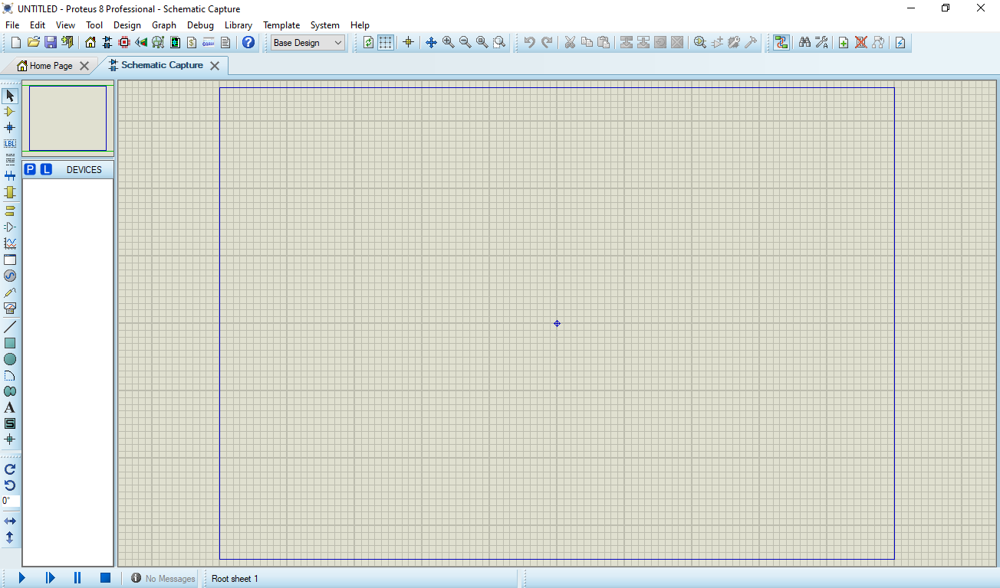 UNTITLED - Proteus 8 Professional - Schematic Capture
File Edit View Tool Design Graph Debug Library Template System Help
$ ? Base Design
Home Page Schematic Capture
LBL
P L DEVICES
A
S
0°
No Messages Root sheet 1